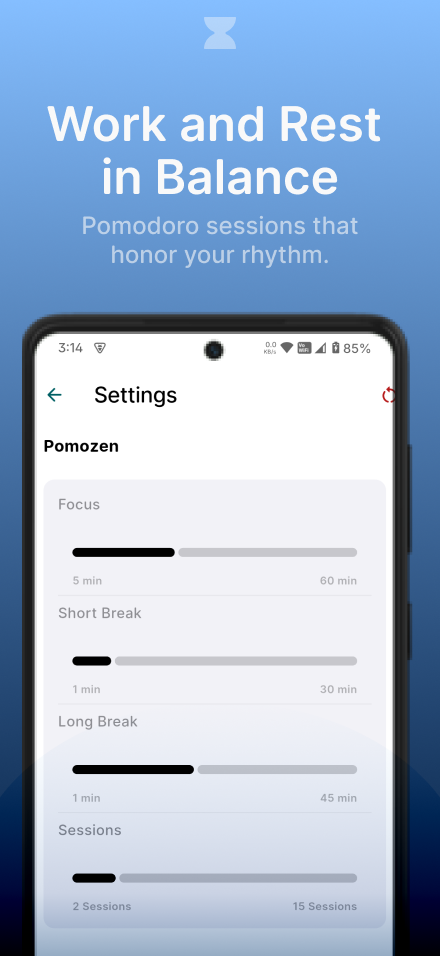 Work and Rest
in Balance
Pomodoro sessions that
honor your rhythm.
3:14
0.0
KB/s
Vo
WiFi
85%
Settings
Pomozen
Focus
5 min
60 min
Short Break
1 min
30 min
Long Break
1 min
45 min
Sessions
2 Sessions
15 Sessions